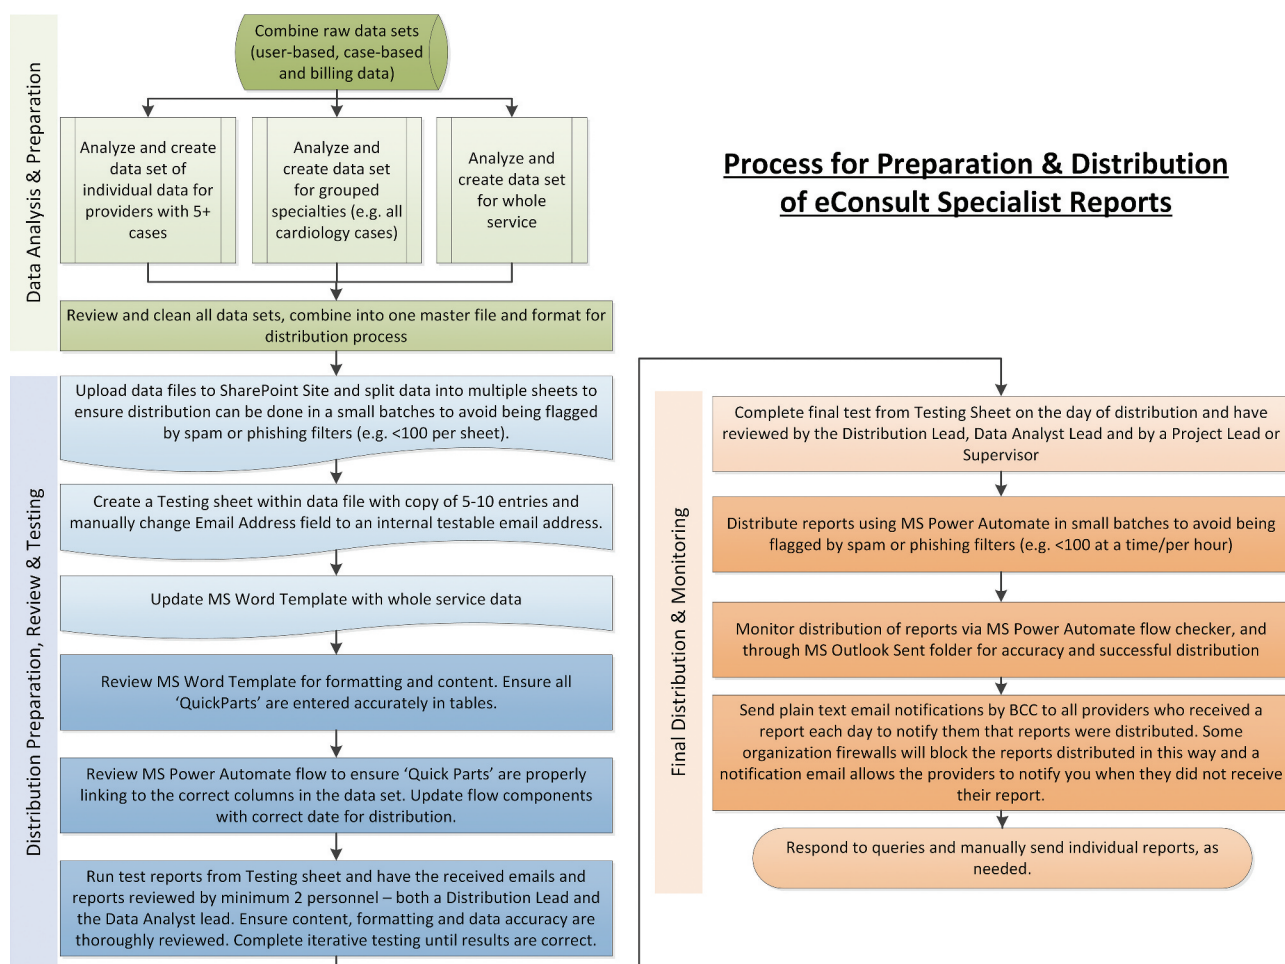 Process for Preparation & Distribution
of eConsult Specialist Reports
Data Analysis & Preparation
Combine raw data sets
(user-based, case-based
and billing data)
Analyze and create
data set of
individual data for
providers with 5+
cases
Analyze and
create data set
for grouped
specialties (e.g. all
cardiology cases)
Analyze and
create data set
for whole
service
Review and clean all data sets, combine into one master file and format for
distribution process
Distribution Preparation, Review & Testing
Upload data files to SharePoint Site and split data into multiple sheets to
ensure distribution can be done in a small batches to avoid being flagged
by spam or phishing filters (e.g. <100 per sheet).
Create a Testing sheet within data file with copy of 5-10 entries and
manually change Email Address field to an internal testable email address.
Update MS Word Template with whole service data
Review MS Word Template for formatting and content. Ensure all
‘QuickParts’ are entered accurately in tables.
Review MS Power Automate flow to ensure ‘Quick Parts’ are properly
linking to the correct columns in the data set. Update flow components
with correct date for distribution.
Run test reports from Testing sheet and have the received emails and
reports reviewed by minimum 2 personnel – both a Distribution Lead and
the Data Analyst lead. Ensure content, formatting and data accuracy are
thoroughly reviewed. Complete iterative testing until results are correct.
Final Distribution & Monitoring
Complete final test from Testing Sheet on the day of distribution and have
reviewed by the Distribution Lead, Data Analyst Lead and by a Project Lead or
Supervisor
Distribute reports using MS Power Automate in small batches to avoid being
flagged by spam or phishing filters (e.g. <100 at a time/per hour)
Monitor distribution of reports via MS Power Automate flow checker, and
through MS Outlook Sent folder for accuracy and successful distribution
Send plain text email notifications by BCC to all providers who received a
report each day to notify them that reports were distributed. Some
organization firewalls will block the reports distributed in this way and a
notification email allows the providers to notify you when they did not receive
their report.
Respond to queries and manually send individual reports, as
needed.